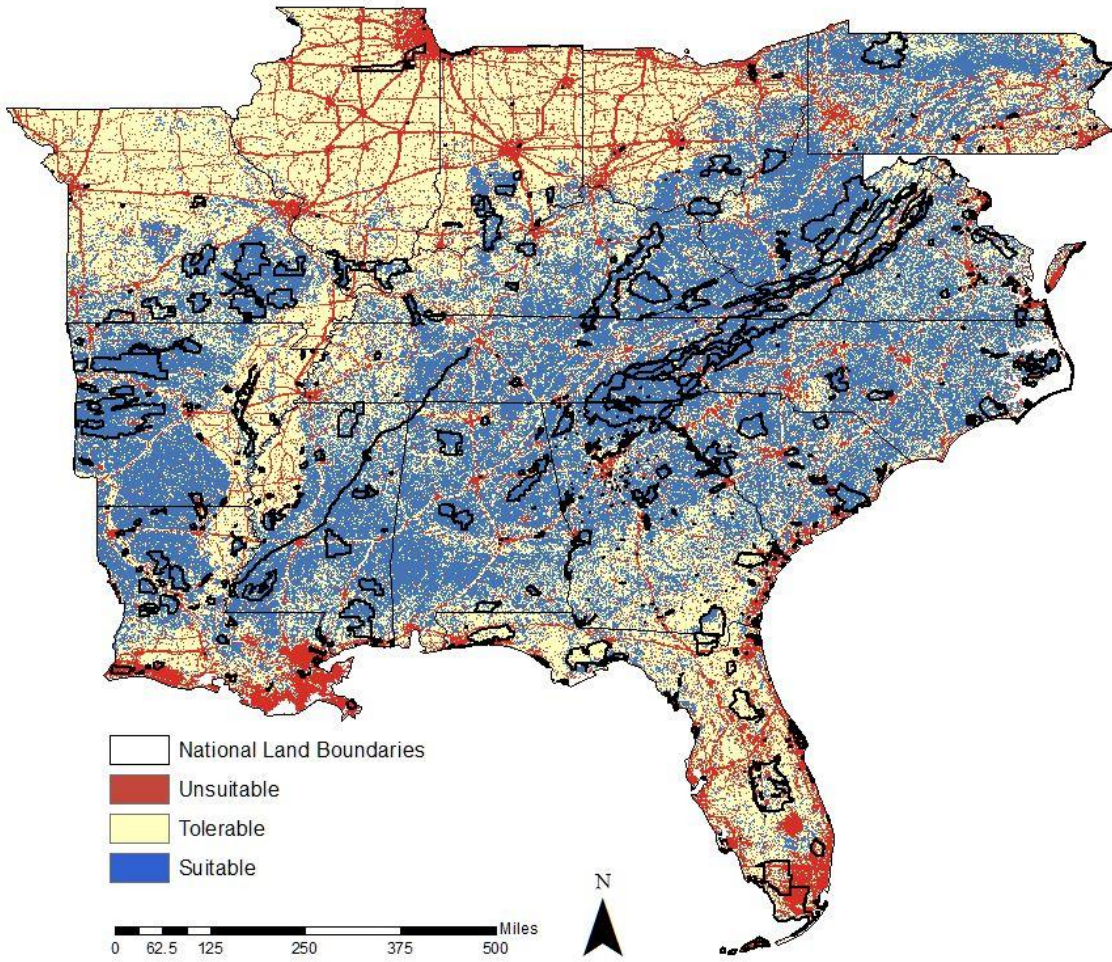 National Land Boundaries
Unsuitable
Tolerable
Suitable
N
Miles
0 62.5 125 250 375 500